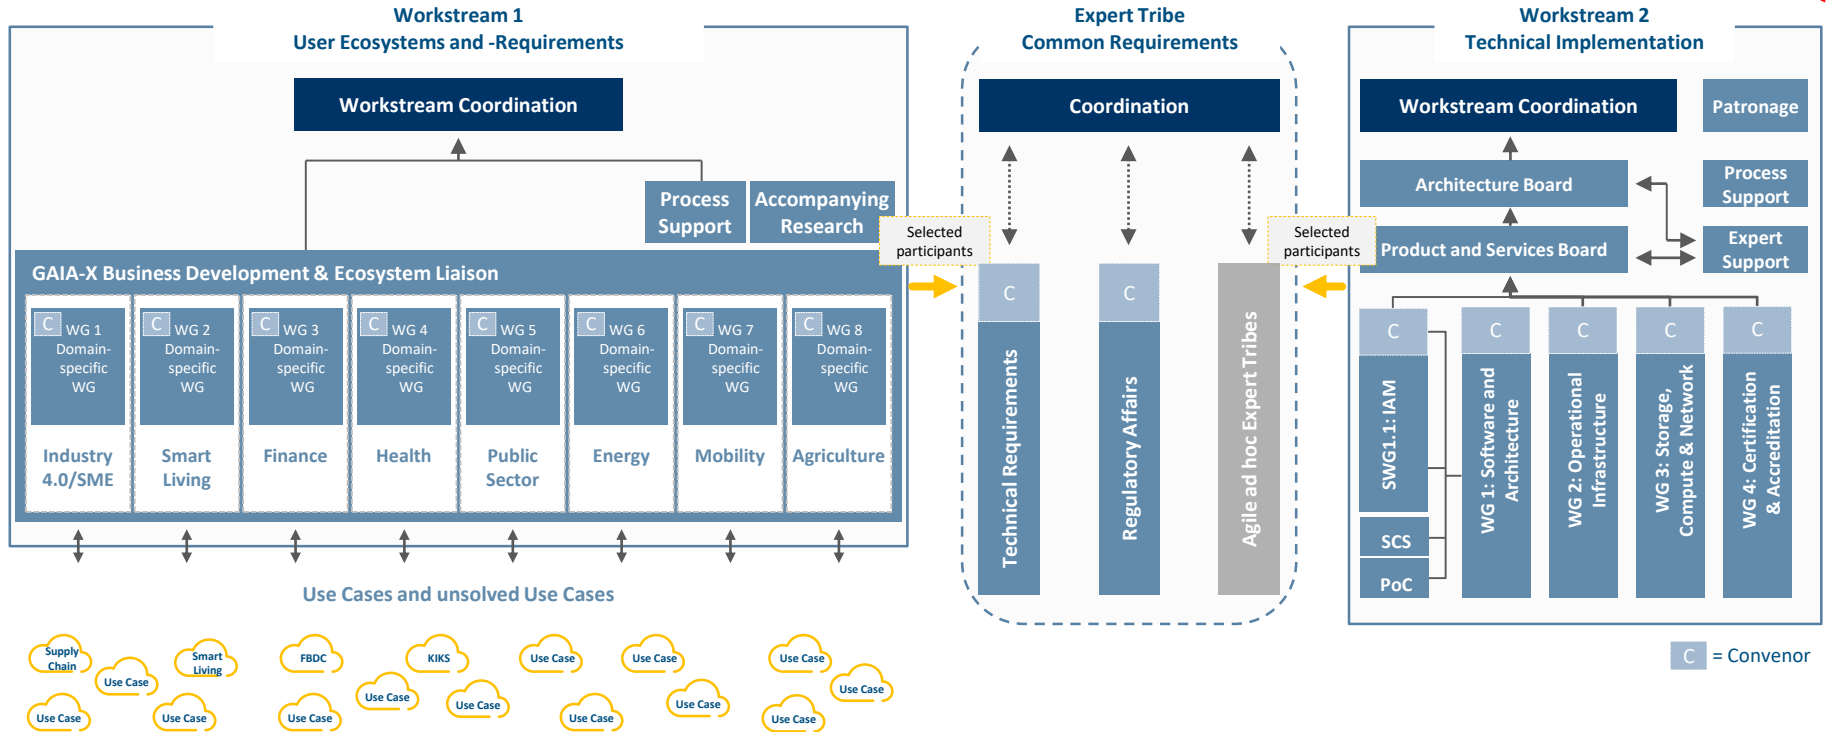 Workstream 1
User Ecosystems and -Requirements
Workstream Coordination
Process
Support
Accompanying
Research
GAIA-X Business Development & Ecosystem Liaison
C WG 1
Domain-
specific
WG
Industry
4.0/SME
C WG 2
Domain-
specific
WG
Smart
Living
C WG 3
Domain-
specific
WG
Finance
C WG 4
Domain-
specific
WG
Health
C WG 5
Domain-
specific
WG
Public
Sector
C WG 6
Domain-
specific
WG
Energy
C WG 7
Domain-
specific
WG
Mobility
C WG 8
Domain-
specific
WG
Agriculture
Use Cases and unsolved Use Cases
Supply
Chain
Use Case
Smart
Living
FBDC
Use Case
KIKS
Use Case
Use Case
Use Case
Use Case
Use Case
Use Case
Use Case
Use Case
Use Case
Use Case
Use Case
Use Case
Selected
participants
Expert Tribe
Common Requirements
Coordination
C
Technical Requirements
C
Regulatory Affairs
Agile ad hoc Expert Tribes
Selected
participants
Workstream 2
Technical Implementation
Workstream Coordination
Patronage
Architecture Board
Process
Support
Product and Services Board
Expert
Support
C
SWG1.1: IAM
SCS
PoC
C
WG 1: Software and
Architecture
C
WG 2: Operational
Infrastructure
C
WG 3: Storage,
Compute & Network
C
WG 4: Certification
& Accreditation
C = Convenor